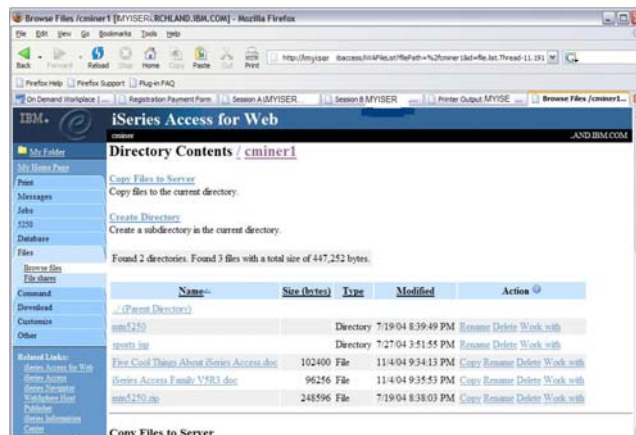 Browse Files /cminer1 [MYISERI.RCHLAND.IBM.COM] - Mozilla Firefox
File Edit View Go Bookmarks Tools Help
Back Forward Reload Stop Home Copy Paste Cut Print
Firefox Help Firefox Support Plug-in FAQ
On Demand Workplace Registration Payment Form Session A MYISER Session B MYISER Printer Output MYISE Browse Files /cminer1...
IBM. iSeries Access for Web
cminer .AND.IBM.COM
My Folder
My Home Page
Print
Messages
Jobs
5250
Database
Files
Browse files
File shares
Command
Download
Customize
Other
Related Links:
iSeries Access for Web
iSeries Access
iSeries Navigator
WebSphere Host
Publisher
iSeries Information
Center
Directory Contents / cminer1
Copy Files to Server
Copy files to the current directory.
Create Directory
Create a subdirectory in the current directory.
Found 2 directories. Found 3 files with a total size of 447,252 bytes.
Name Size (bytes) Type Modified Action
../ (Parent Directory)
mtn5250 Directory 7/19/04 8:39:49 PM Rename Delete Work with
sports jsp Directory 7/27/04 3:51:55 PM Rename Delete Work with
Five Cool Things About iSeries Access.doc 102400 File 11/4/04 9:34:13 PM Copy Rename Delete Work with
iSeries Access Family V5R3.doc 96256 File 11/4/04 9:35:53 PM Copy Rename Delete Work with
mtn5250.zip 248596 File 7/19/04 8:38:03 PM Copy Rename Delete Work with
Copy Files to Server